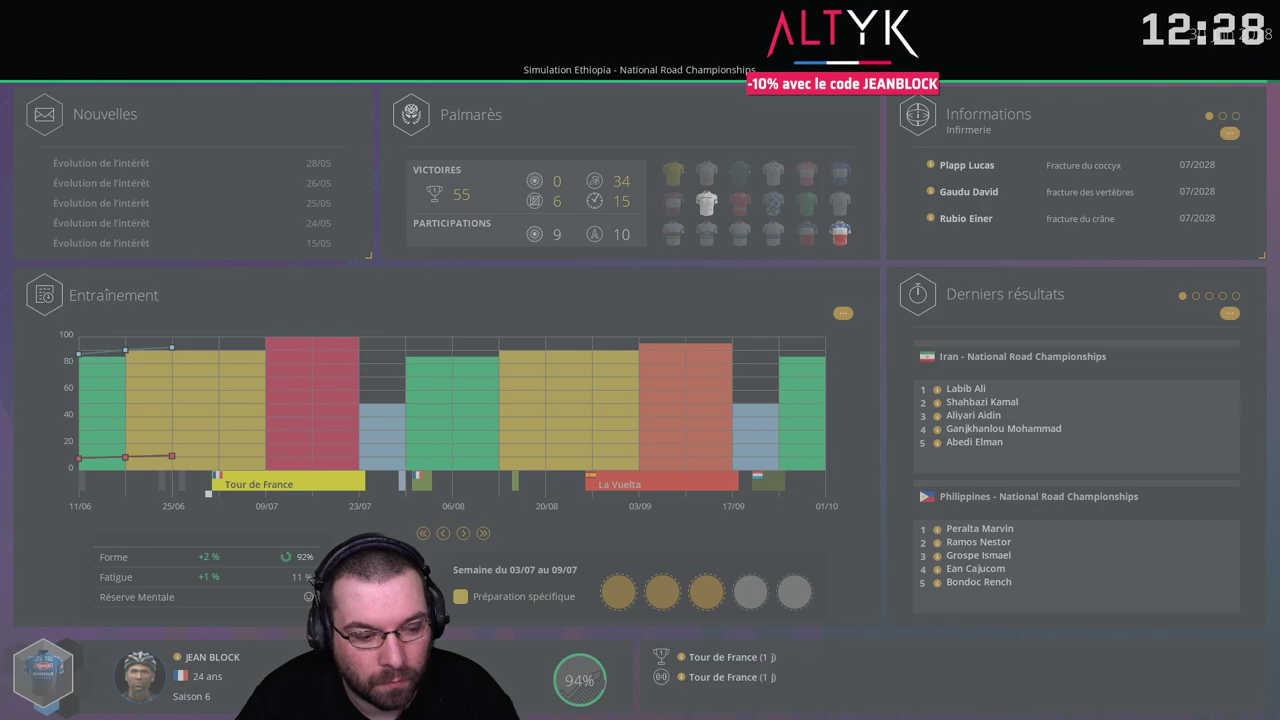 ALTYK
12:28
Simulation Ethiopia - National Road Championships
-10% avec le code JEANBLOCK
Nouvelles
Évolution de l'intérêt 28/05
Évolution de l'intérêt 26/05
Évolution de l'intérêt 25/05
Évolution de l'intérêt 24/05
Évolution de l'intérêt 15/05
Palmarès
VICTOIRES
55
0 34
6 15
PARTICIPATIONS
9 10
Informations
Infirmerie
Plapp Lucas Fracture du coccyx 07/2028
Gaudu David fracture des vertèbres 07/2028
Rubio Einer fracture du crâne 07/2028
Entraînement
100
80
60
40
20
0
Tour de France
La Vuelta
11/06 25/06 09/07 23/07 06/08 20/08 03/09 17/09 01/10
Forme +2 % 92%
Fatigue +1 % 11 %
Réserve Mentale
Semaine du 03/07 au 09/07
Préparation spécifique
Derniers résultats
Iran - National Road Championships
1 Labib Ali
2 Shahbazi Kamal
3 Aliyari Aidin
4 Ganjkhanlou Mohammad
5 Abedi Elman
Philippines - National Road Championships
1 Peralta Marvin
2 Ramos Nestor
3 Grospe Ismael
4 Ean Cajucom
5 Bondoc Rench
JEAN BLOCK
24 ans
Saison 6
94%
Tour de France (1 j)
Tour de France (1 j)